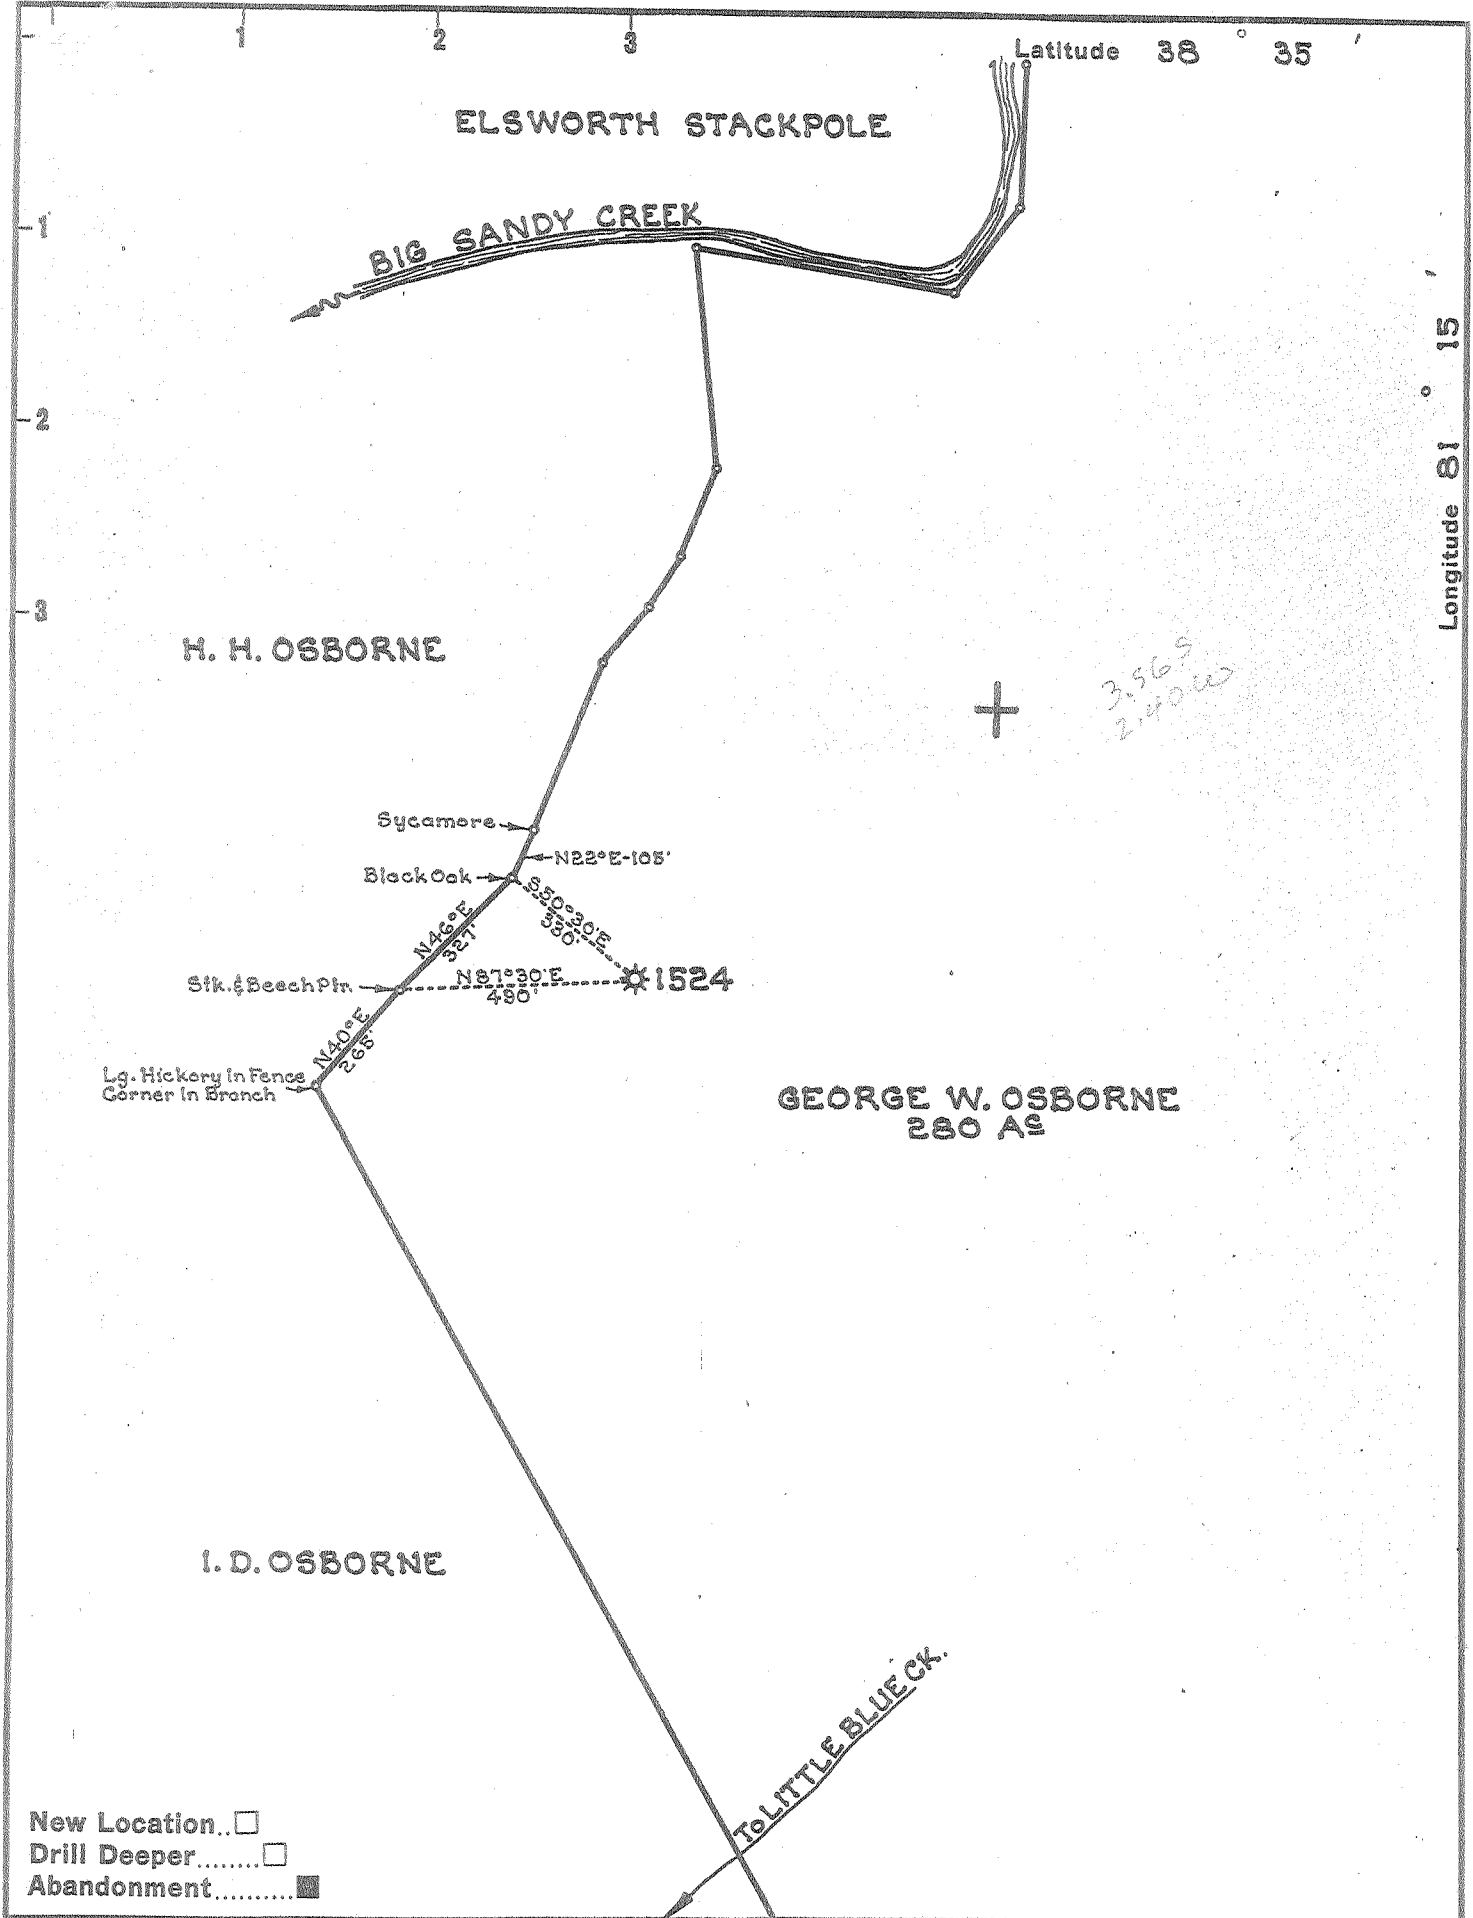 1 2 3
Latitude 38 ° 35 '
ELSWORTH STACKPOLE
BIG SANDY CREEK
1
2
3
Longitude 81 ° 15 '
H. H. OSBORNE
3.56 S
2.40 W
Sycamore
N22°E-105'
Black Oak
S50°30'E
330'
N46°E
327'
Stk. & Beech Ptr.
N87°30'E
490'
1524
N40°E
265'
Lg. Hickory in Fence
Corner in Branch
GEORGE W. OSBORNE
280 Ac
I. D. OSBORNE
To LITTLE BLUE CK.
New Location..
Drill Deeper........
Abandonment..........